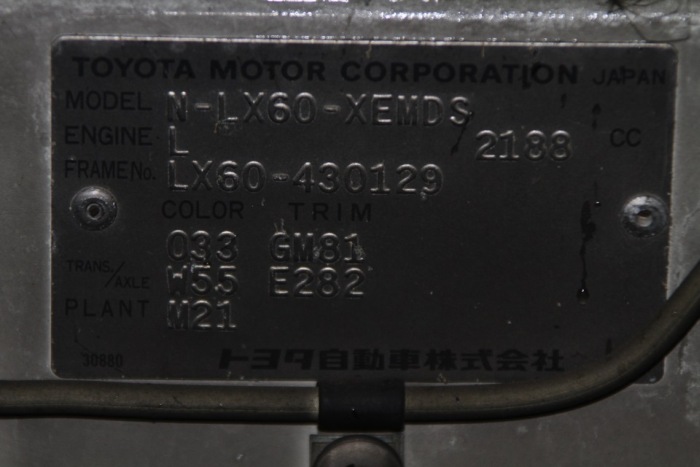 TOYOTA MOTOR CORPORATION JAPAN
MODEL N-LX60-XEMDS
ENGINE L 2188 CC
FRAME No. LX60-430129
COLOR TRIM
033 GM81
TRANS./AXLE W55 E282
PLANT M21
30880 トヨタ自動車株式会社